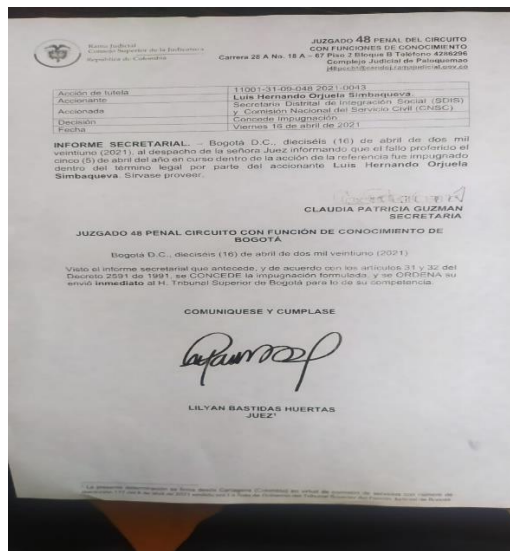 Rama Judicial
Consejo Superior de la Judicatura
República de Colombia
JUZGADO 48 PENAL DEL CIRCUITO
CON FUNCIONES DE CONOCIMIENTO
Carrera 28 A No. 18 A – 67 Piso 2 Bloque B Teléfono 4286296
Complejo Judicial de Paloquemao
Acción de tutela 11001-31-09-048 2021-0043
Accionante Luis Hernando Orjuela Simbaqueva.
Accionada Secretaria Distrital de Integración Social (SDIS)
y Comisión Nacional del Servicio Civil (CNSC)
Decisión Concede Impugnación
Fecha Viernes 16 de abril de 2021
INFORME SECRETARIAL. – Bogotá D.C., dieciséis (16) de abril de dos mil
veintiuno (2021), al despacho de la señora Juez informando que el fallo proferido el
cinco (5) de abril del año en curso dentro de la acción de la referencia fue impugnado
dentro del término legal por parte del accionante Luis Hernando Orjuela
Simbaqueva. Sírvase proveer.
CLAUDIA PATRICIA GUZMAN
SECRETARIA
JUZGADO 48 PENAL CIRCUITO CON FUNCIÓN DE CONOCIMIENTO DE
BOGOTÁ
Bogotá D.C., dieciséis (16) de abril de dos mil veintiuno (2021)
Visto el informe secretarial que antecede, y de acuerdo con los artículos 31 y 32 del
Decreto 2591 de 1991, se CONCEDE la impugnación formulada, y se ORDENA su
envió inmediato al H. Tribunal Superior de Bogotá para lo de su competencia.
COMUNIQUESE Y CUMPLASE
LILYAN BASTIDAS HUERTAS
JUEZ¹